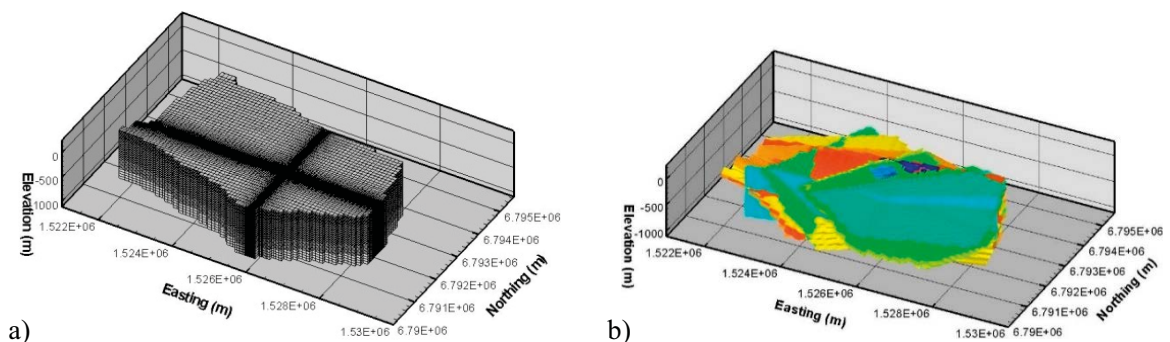 0
-500
1000
Elevation (m)
1.522E+06
1.524E+06
1.526E+06
1.528E+06
1.53E+06
Easting (m)
6.795E+06
6.794E+06
6.793E+06
6.792E+06
6.791E+06
6.79E+06
Northing (m)
a)
0
-500
-1000
Elevation (m)
1.522E+06
1.524E+06
1.526E+06
1.528E+06
1.53E+06
Easting (m)
6.795E+06
6.794E+06
6.793E+06
6.792E+06
6.791E+06
6.79E+06
Northing (m)
b)